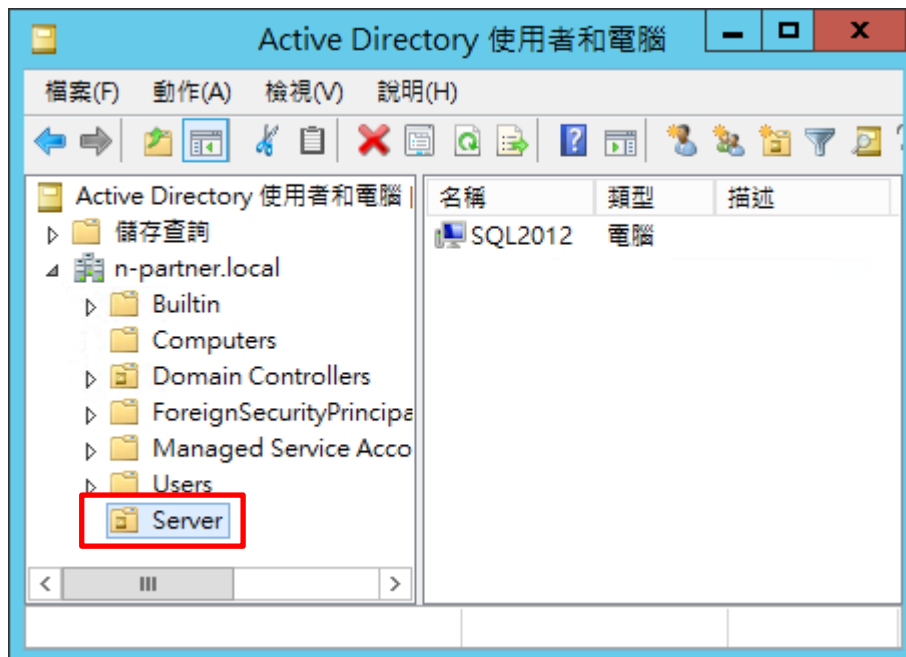 Active Directory 使用者和電腦
檔案(F) 動作(A) 檢視(V) 說明(H)
Active Directory 使用者和電腦
儲存查詢
n-partner.local
Builtin
Computers
Domain Controllers
ForeignSecurityPrincipa
Managed Service Acco
Users
Server
名稱 類型 描述
SQL2012 電腦